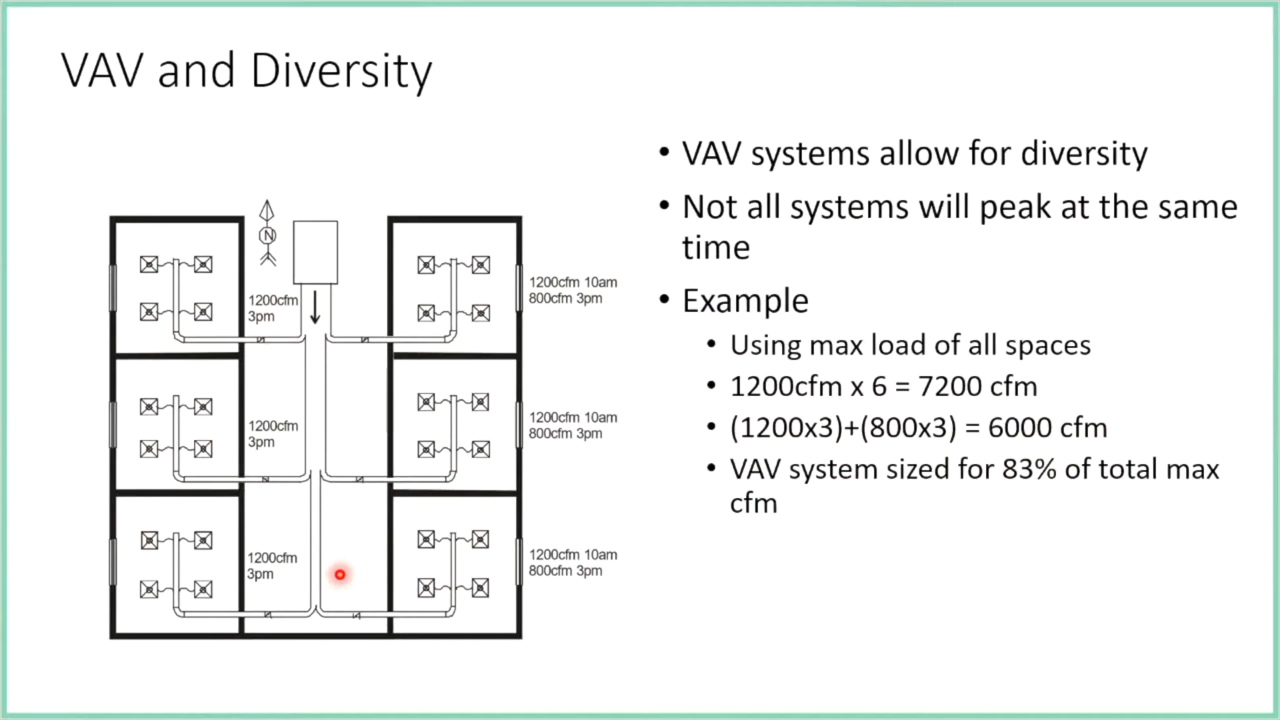 VAV and Diversity
N
1200cfm
3pm
1200cfm 10am
800cfm 3pm
1200cfm
3pm
1200cfm 10am
800cfm 3pm
1200cfm
3pm
1200cfm 10am
800cfm 3pm
• VAV systems allow for diversity
• Not all systems will peak at the same
time
• Example
• Using max load of all spaces
• 1200cfm x 6 = 7200 cfm
• (1200x3)+(800x3) = 6000 cfm
• VAV system sized for 83% of total max
cfm